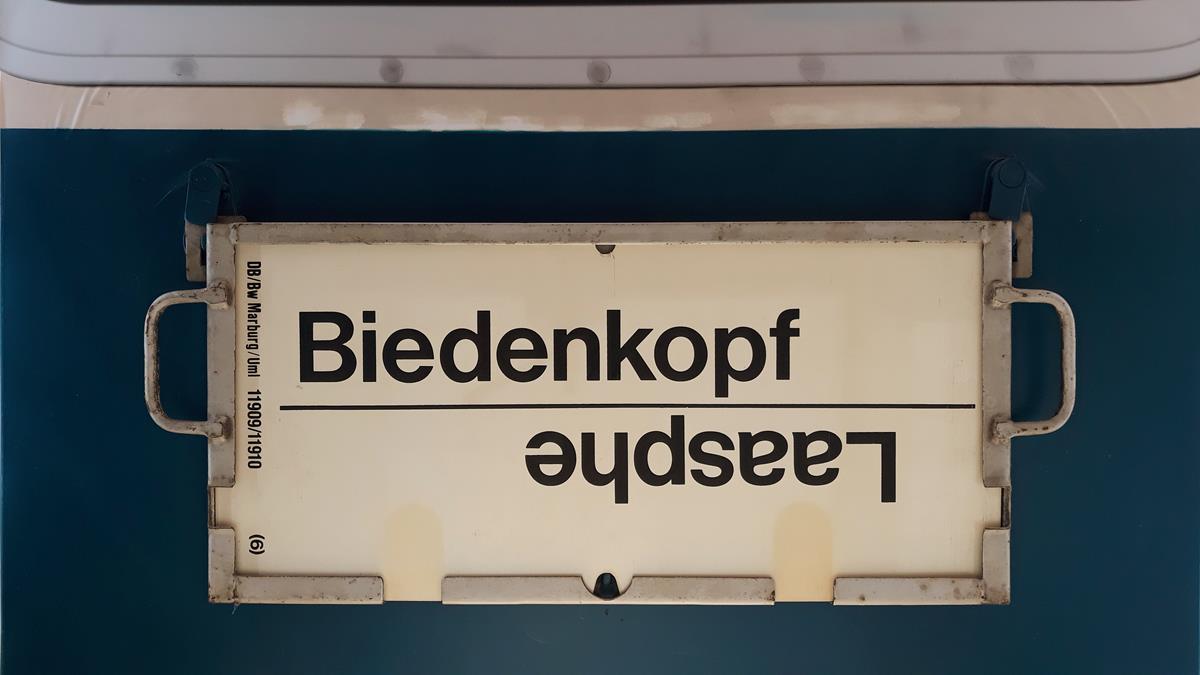 Biedenkopf
Laasphe
DB/Bw Marburg/Uml 11909/11910 (6)